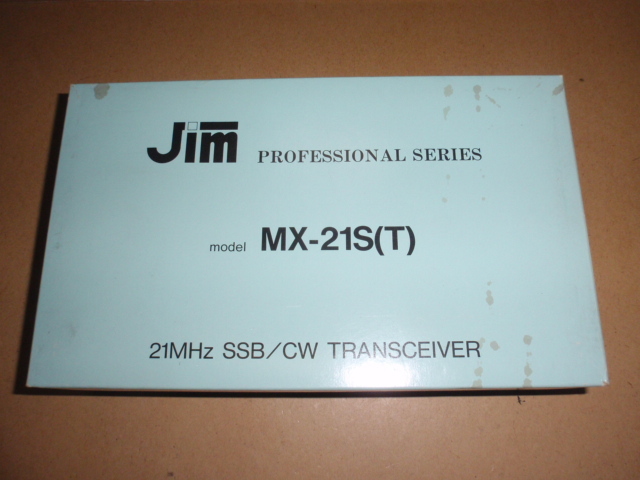 Jim PROFESSIONAL SERIES
model MX-21S(T)
21MHz SSB/CW TRANSCEIVER